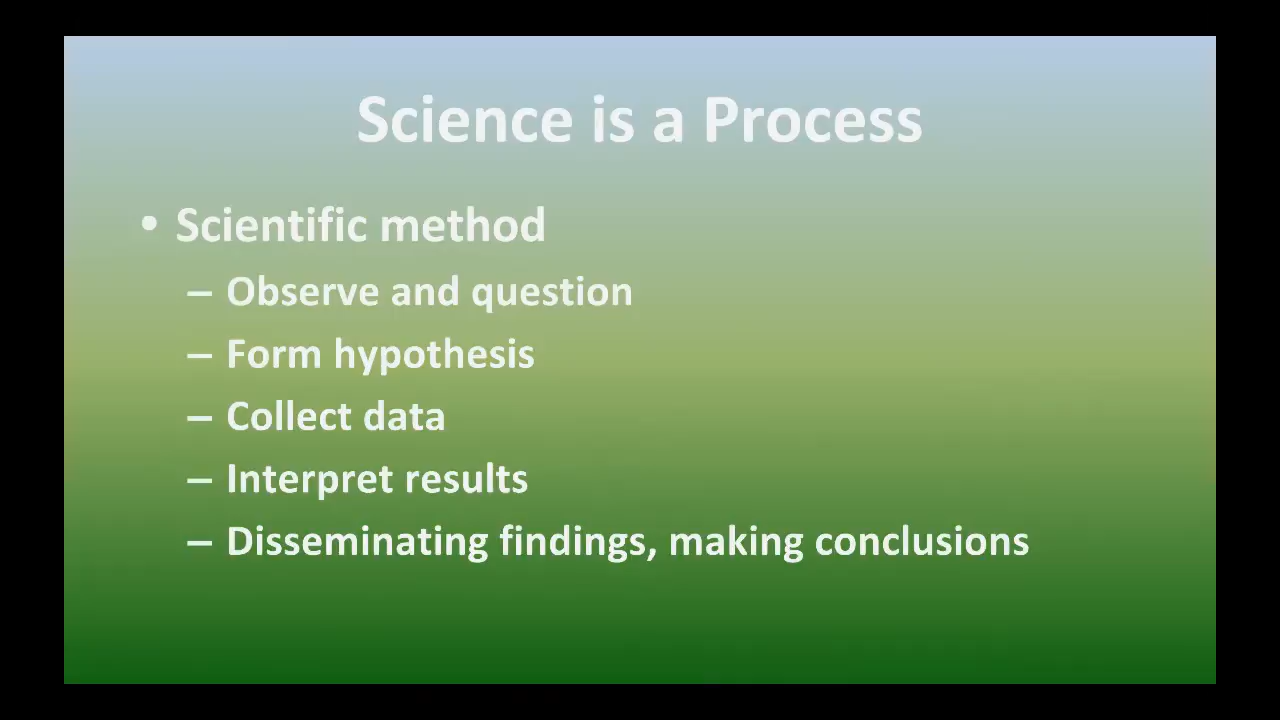 Science is a Process
• Scientific method
– Observe and question
– Form hypothesis
– Collect data
– Interpret results
– Disseminating findings, making conclusions